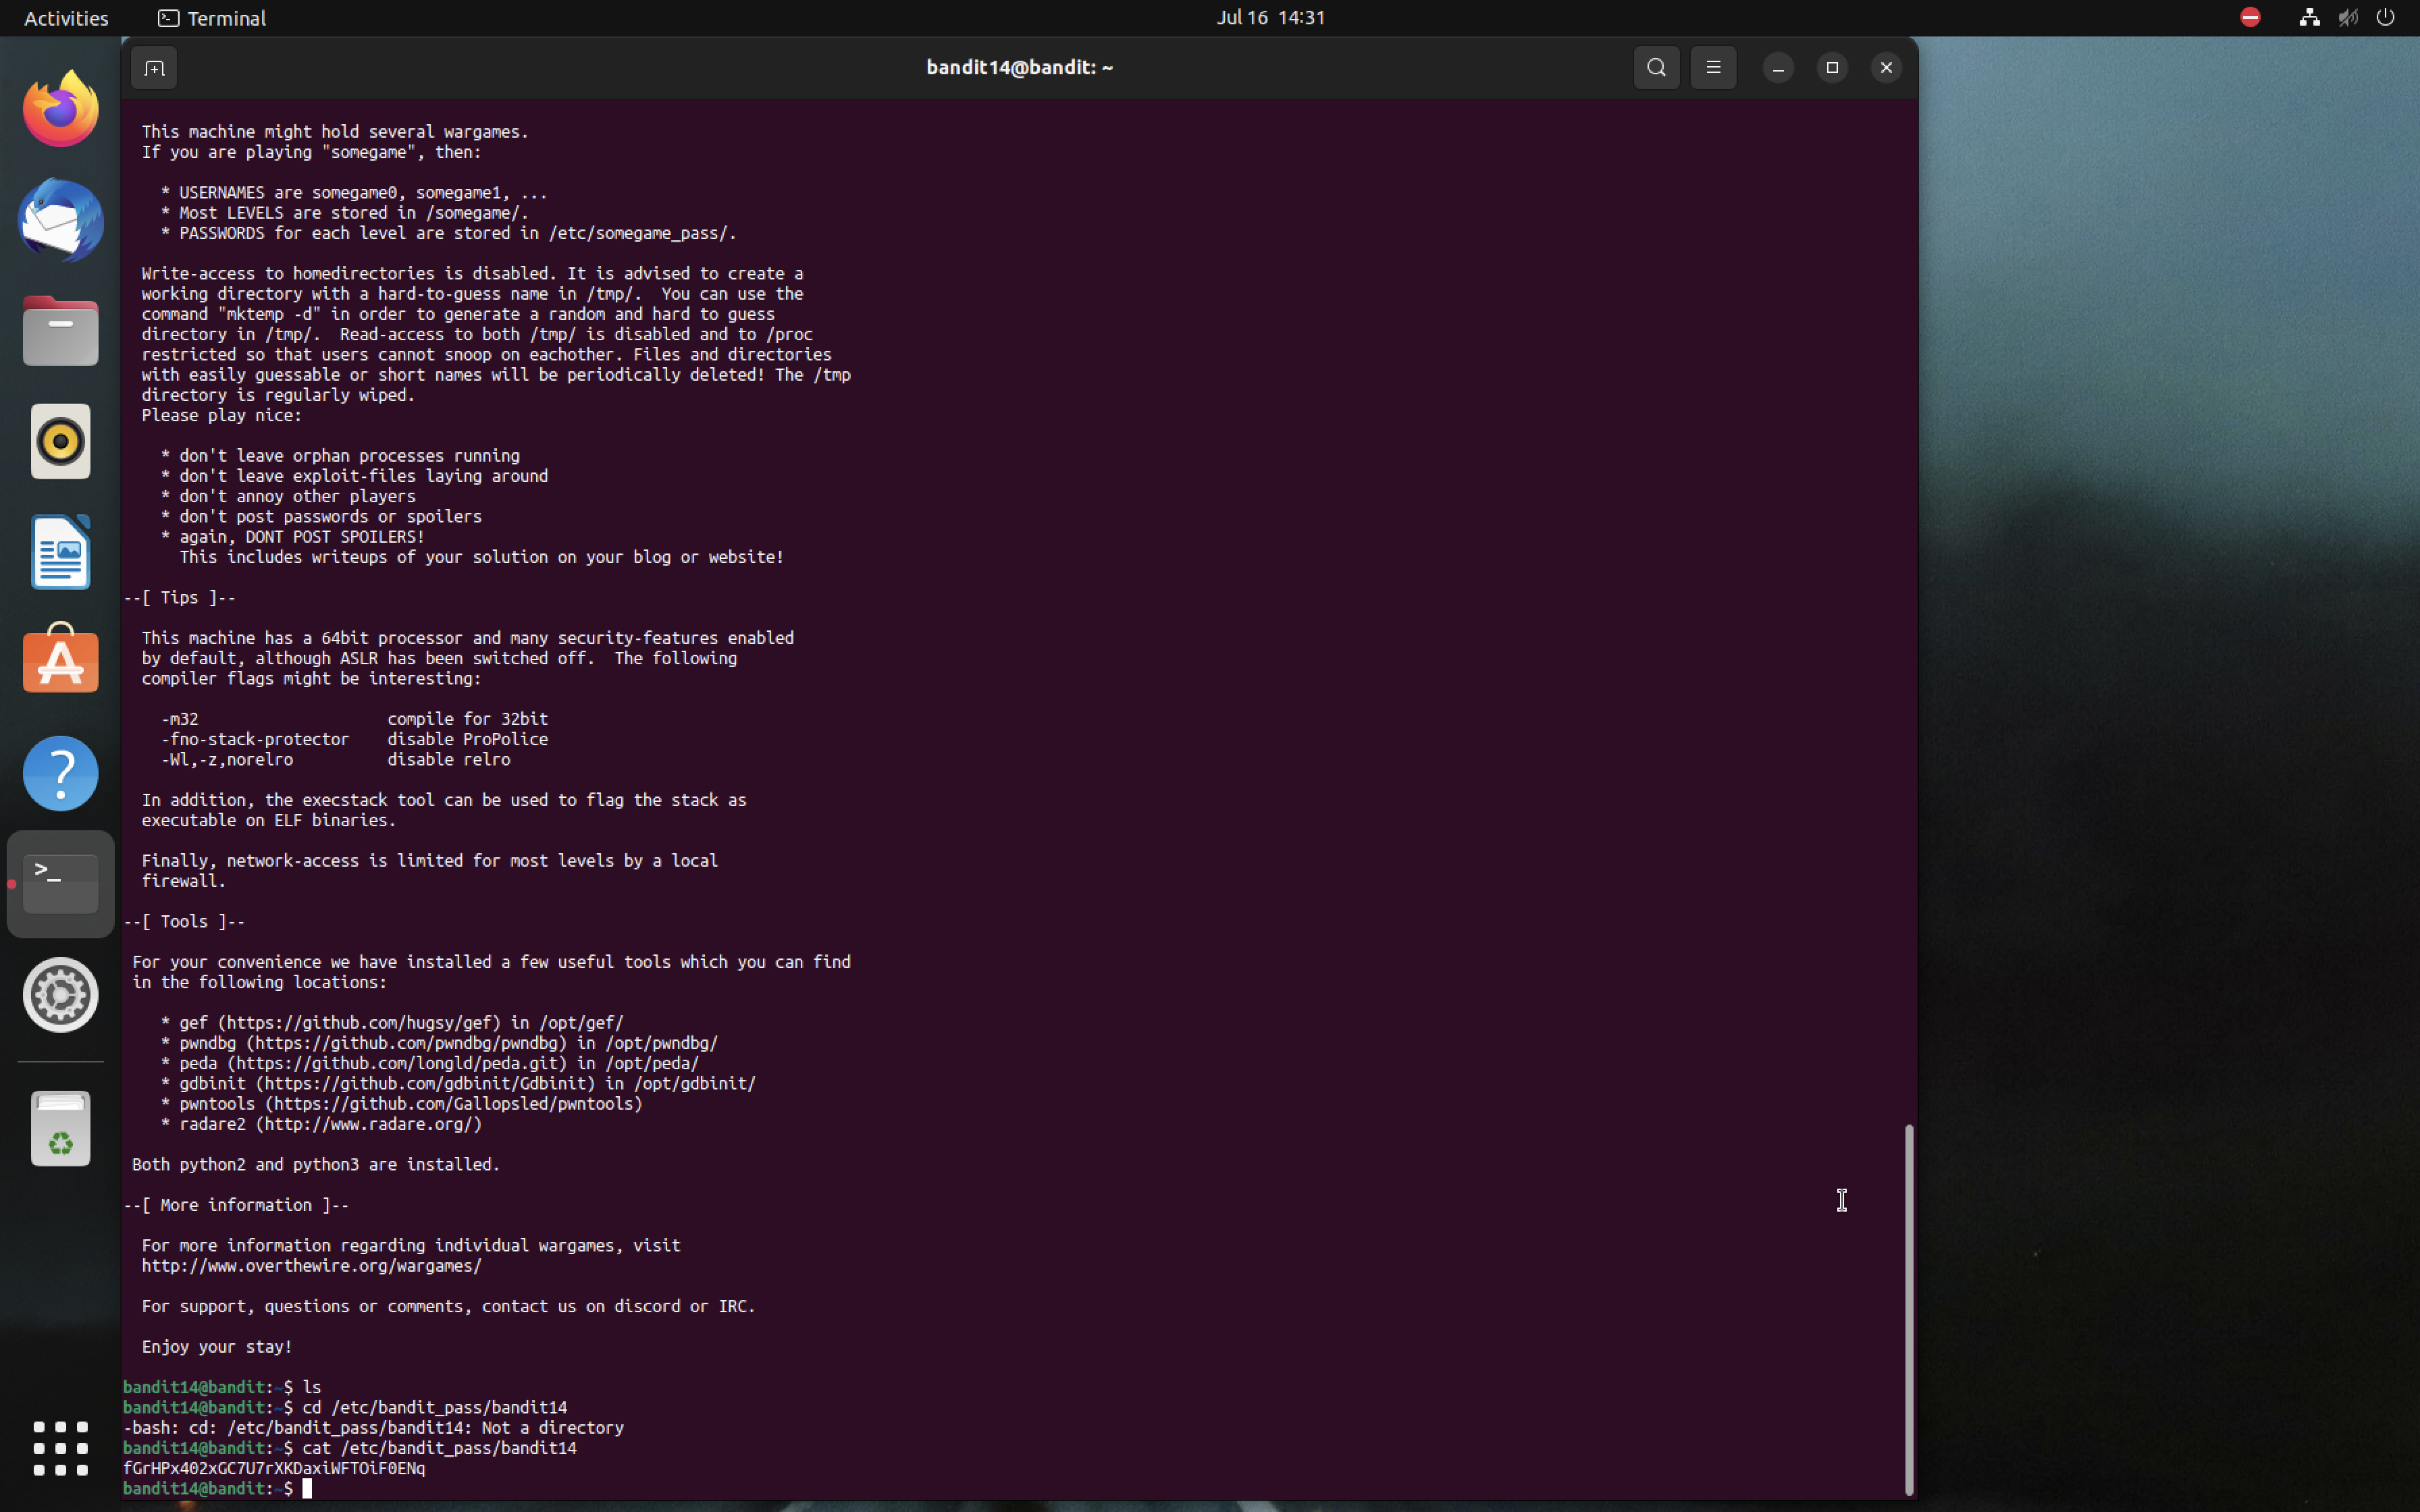 Activities
Terminal
Jul 16 14:31
bandit14@bandit: ~
This machine might hold several wargames.
If you are playing "somegame", then:
* USERNAMES are somegame0, somegame1, ...
* Most LEVELS are stored in /somegame/.
* PASSWORDS for each level are stored in /etc/somegame_pass/.
Write-access to homedirectories is disabled. It is advised to create a
working directory with a hard-to-guess name in /tmp/.  You can use the
command "mktemp -d" in order to generate a random and hard to guess
directory in /tmp/.  Read-access to both /tmp/ is disabled and to /proc
restricted so that users cannot snoop on eachother. Files and directories
with easily guessable or short names will be periodically deleted! The /tmp
directory is regularly wiped.
Please play nice:
* don't leave orphan processes running
* don't leave exploit-files laying around
* don't annoy other players
* don't post passwords or spoilers
* again, DONT POST SPOILERS!
This includes writeups of your solution on your blog or website!
--[ Tips ]--
This machine has a 64bit processor and many security-features enabled
by default, although ASLR has been switched off.  The following
compiler flags might be interesting:
-m32                    compile for 32bit
-fno-stack-protector    disable ProPolice
-Wl,-z,norelro          disable relro
In addition, the execstack tool can be used to flag the stack as
executable on ELF binaries.
Finally, network-access is limited for most levels by a local
firewall.
--[ Tools ]--
For your convenience we have installed a few useful tools which you can find
in the following locations:
* gef (https://github.com/hugsy/gef) in /opt/gef/
* pwndbg (https://github.com/pwndbg/pwndbg) in /opt/pwndbg/
* peda (https://github.com/longld/peda.git) in /opt/peda/
* gdbinit (https://github.com/gdbinit/Gdbinit) in /opt/gdbinit/
* pwntools (https://github.com/Gallopsled/pwntools)
* radare2 (http://www.radare.org/)
Both python2 and python3 are installed.
--[ More information ]--
For more information regarding individual wargames, visit
http://www.overthewire.org/wargames/
For support, questions or comments, contact us on discord or IRC.
Enjoy your stay!
bandit14@bandit:~$ ls
bandit14@bandit:~$ cd /etc/bandit_pass/bandit14
-bash: cd: /etc/bandit_pass/bandit14: Not a directory
bandit14@bandit:~$ cat /etc/bandit_pass/bandit14
fGrHPx402xGC7U7rXKDaxiWFTOiF0ENq
bandit14@bandit:~$